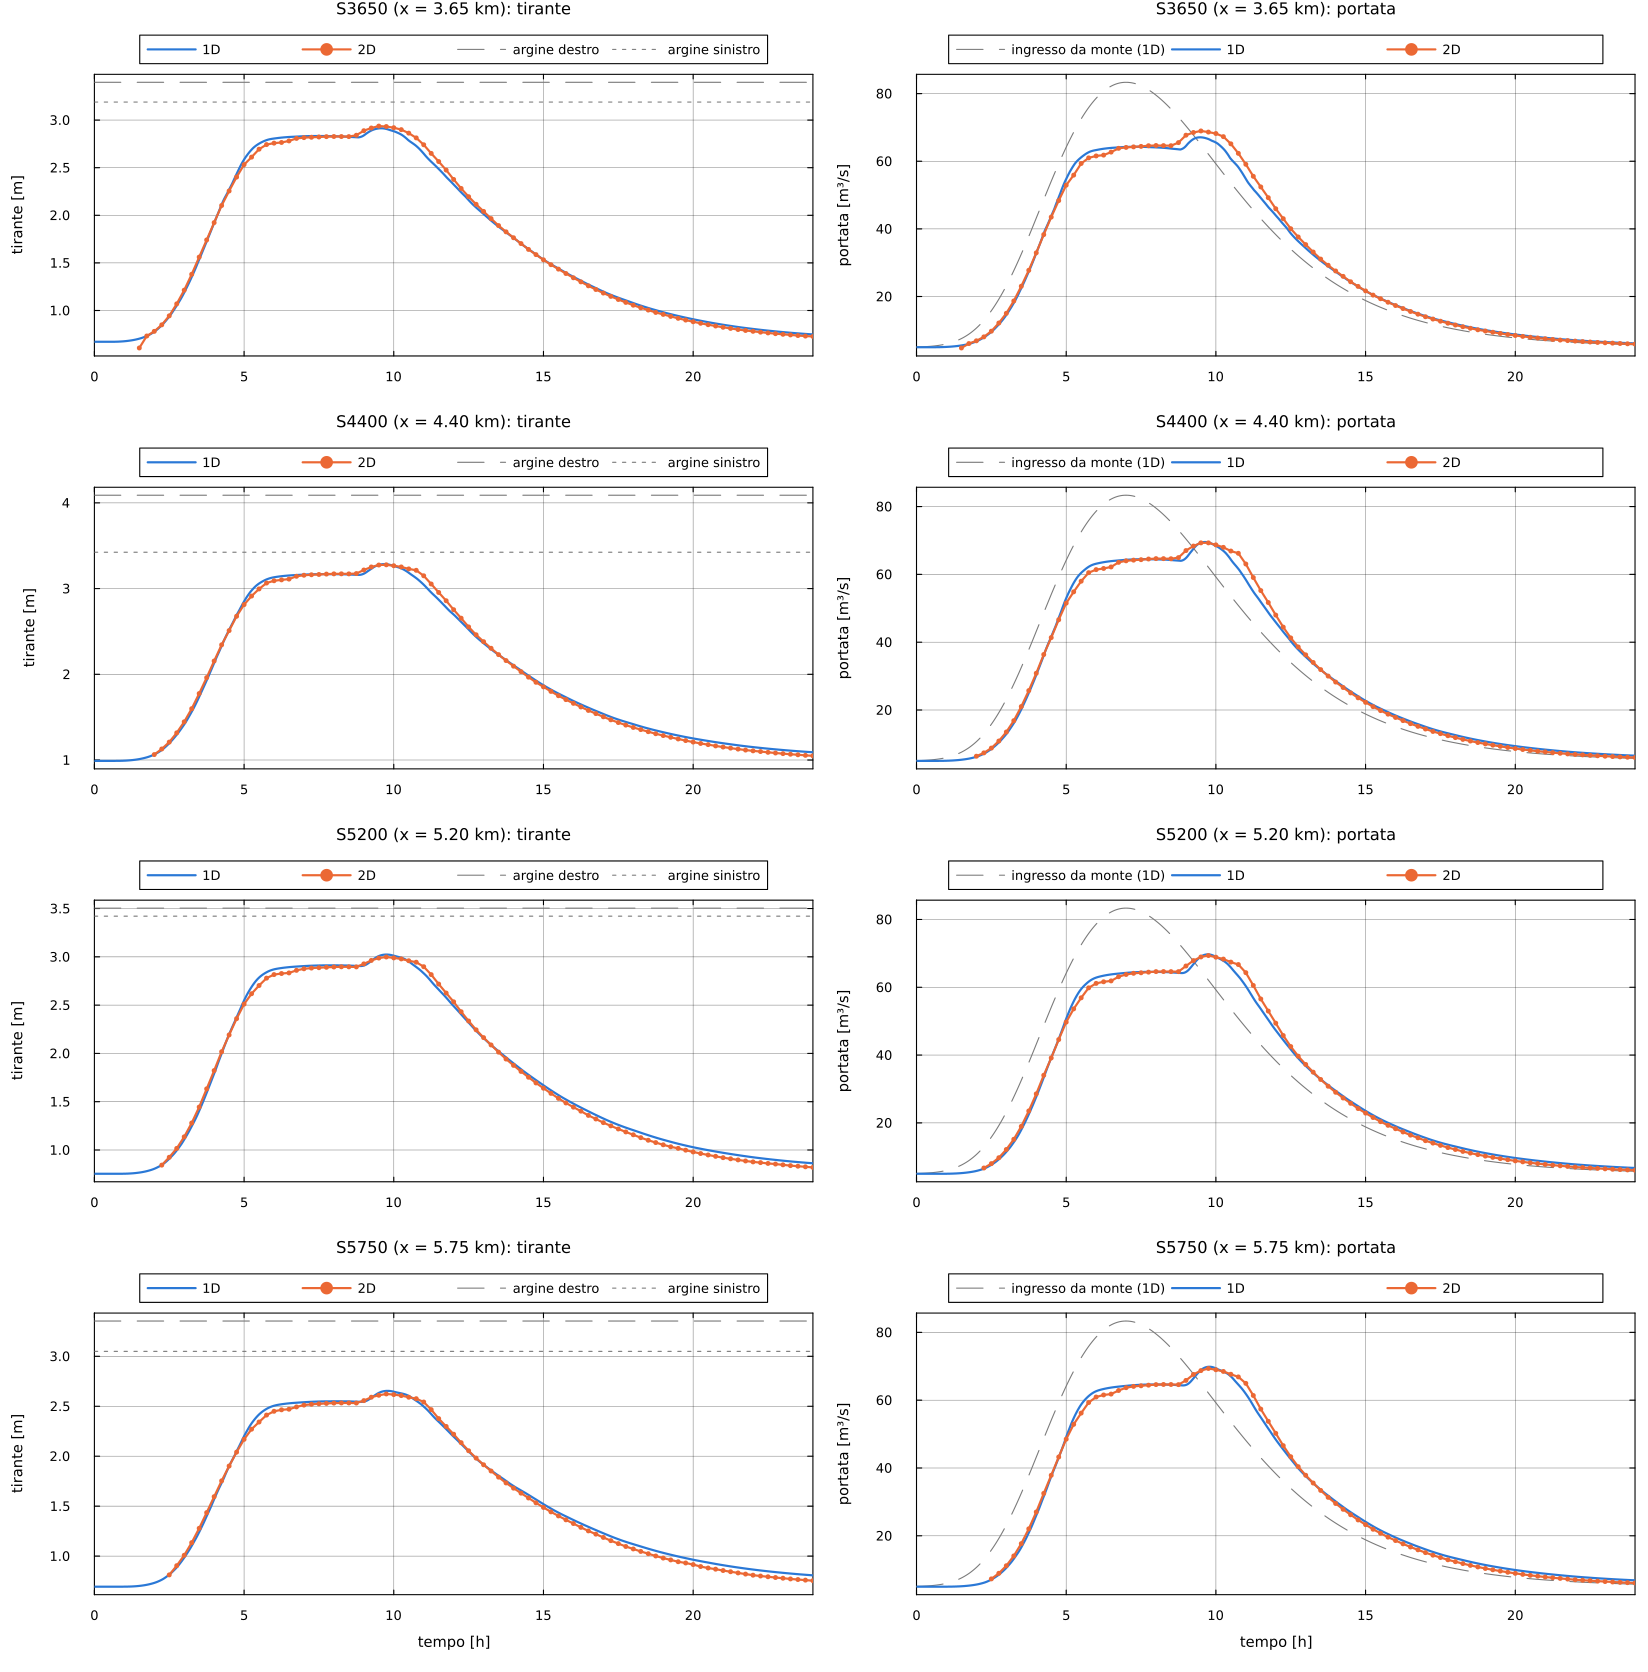 S3650 (x = 3.65 km): tirante
1D 2D argine destro argine sinistro
3.0
2.5
2.0
1.5
1.0
tirante [m]
0 5 10 15 20
S3650 (x = 3.65 km): portata
ingresso da monte (1D) 1D 2D
80
60
40
20
portata [m³/s]
0 5 10 15 20
S4400 (x = 4.40 km): tirante
1D 2D argine destro argine sinistro
4
3
2
1
tirante [m]
0 5 10 15 20
S4400 (x = 4.40 km): portata
ingresso da monte (1D) 1D 2D
80
60
40
20
portata [m³/s]
0 5 10 15 20
S5200 (x = 5.20 km): tirante
1D 2D argine destro argine sinistro
3.5
3.0
2.5
2.0
1.5
1.0
tirante [m]
0 5 10 15 20
S5200 (x = 5.20 km): portata
ingresso da monte (1D) 1D 2D
80
60
40
20
portata [m³/s]
0 5 10 15 20
S5750 (x = 5.75 km): tirante
1D 2D argine destro argine sinistro
3.0
2.5
2.0
1.5
1.0
tirante [m]
0 5 10 15 20
tempo [h]
S5750 (x = 5.75 km): portata
ingresso da monte (1D) 1D 2D
80
60
40
20
portata [m³/s]
0 5 10 15 20
tempo [h]